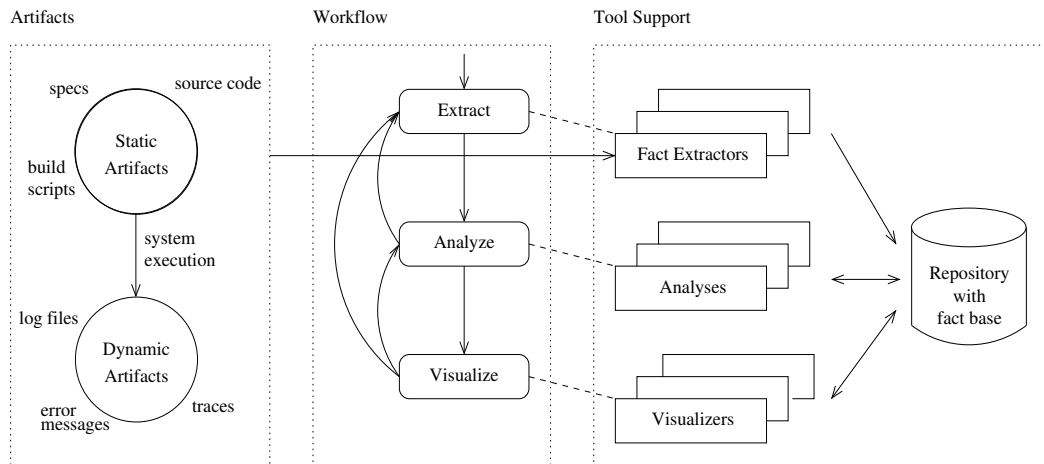 Artifacts
Workflow
Tool Support
specs
source code
Static
Artifacts
build
scripts
system
execution
log files
Dynamic
Artifacts
error
messages
traces
Extract
Analyze
Visualize
Fact Extractors
Analyses
Visualizers
Repository
with
fact base